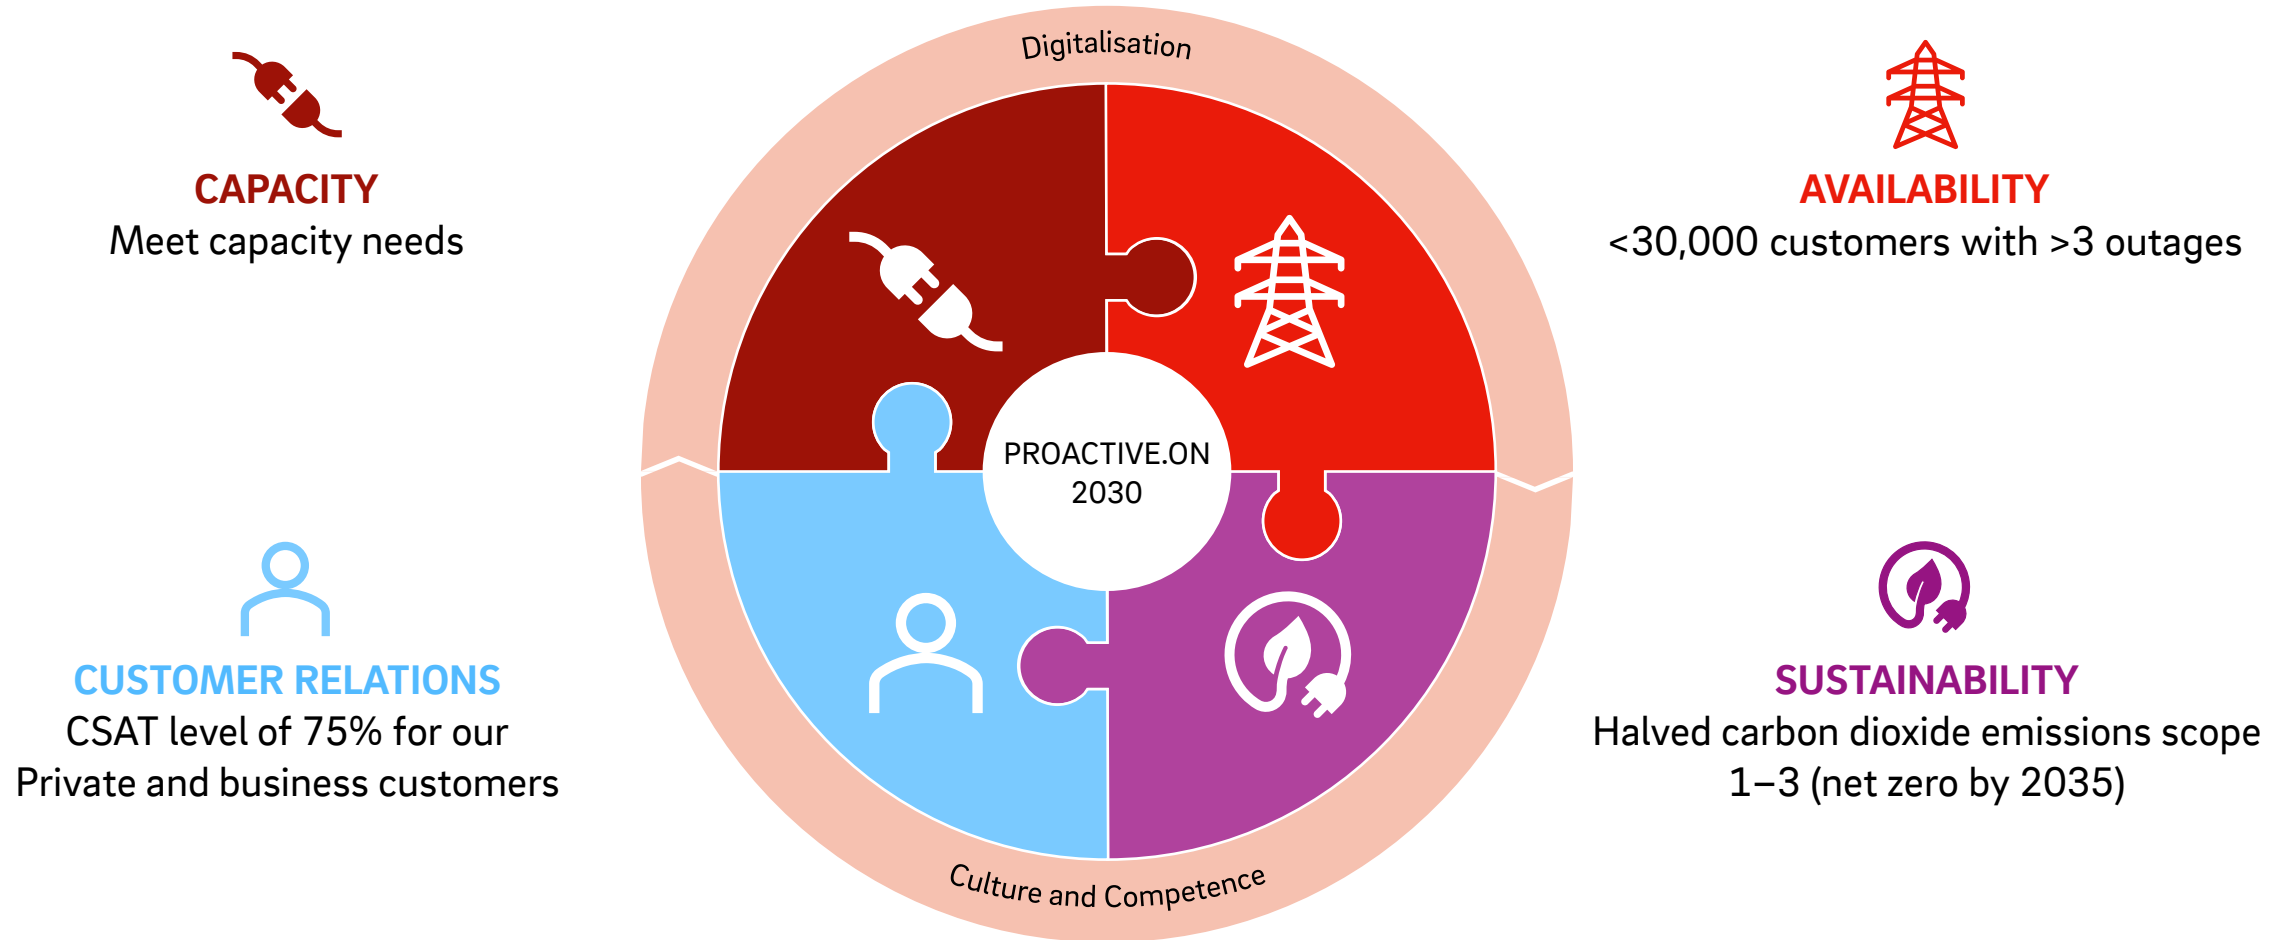 Digitalisation
CAPACITY
Meet capacity needs
AVAILABILITY
<30,000 customers with >3 outages
PROACTIVE.ON
2030
CUSTOMER RELATIONS
CSAT level of 75% for our
Private and business customers
SUSTAINABILITY
Halved carbon dioxide emissions scope
1–3 (net zero by 2035)
Culture and Competence